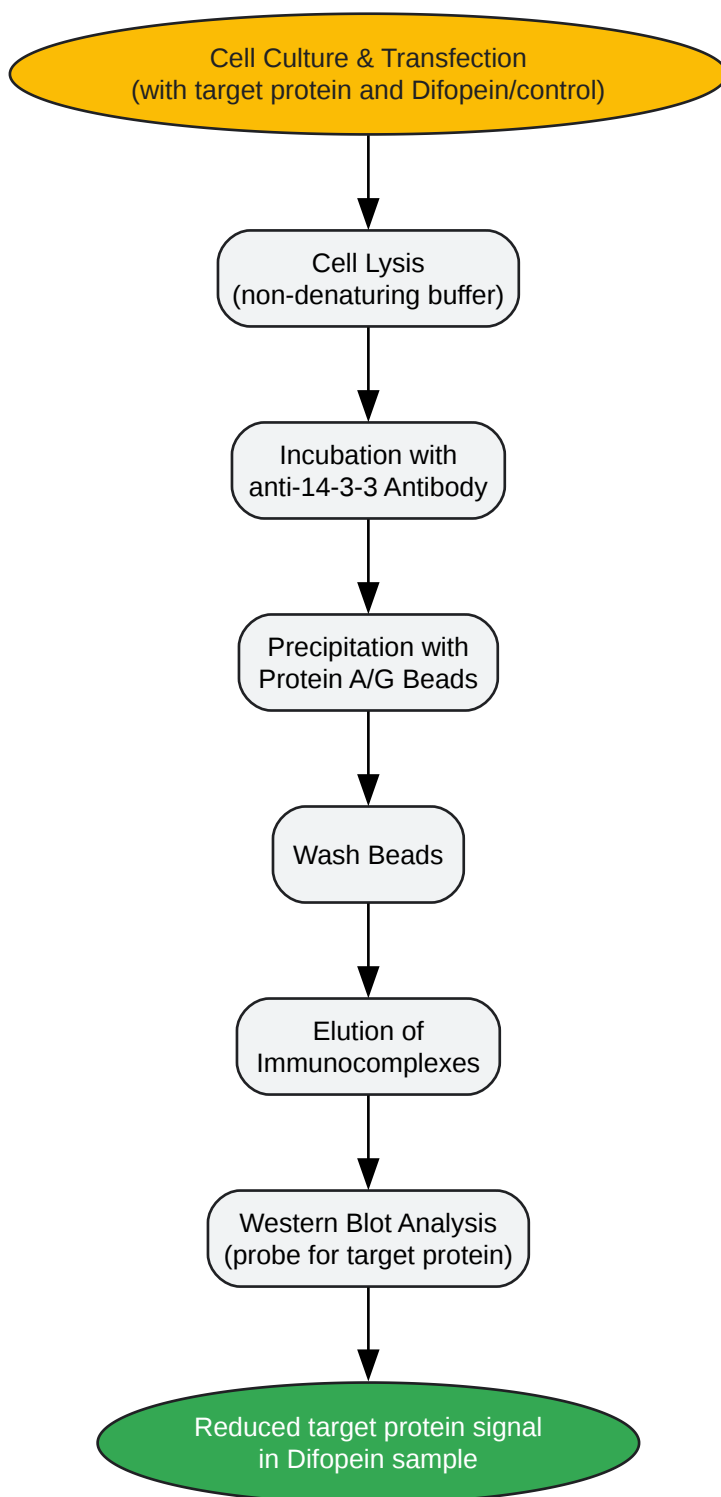 Cell Culture & Transfection
(with target protein and Difopein/control)
Cell Lysis
(non-denaturing buffer)
Incubation with
anti-14-3-3 Antibody
Precipitation with
Protein A/G Beads
Wash Beads
Elution of
Immunocomplexes
Western Blot Analysis
(probe for target protein)
Reduced target protein signal
in Difopein sample